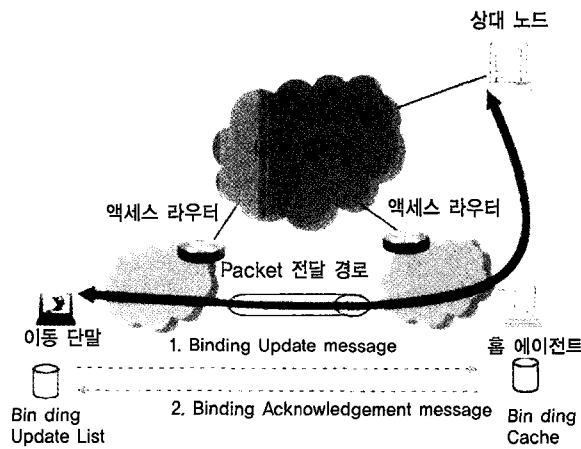 상대 노드
액세스 라우터
액세스 라우터
Packet 전달 경로
이동 단말
1. Binding Update message
홈 에이전트
2. Binding Acknowledgement message
Bin ding
Update List
Bin ding
Cache